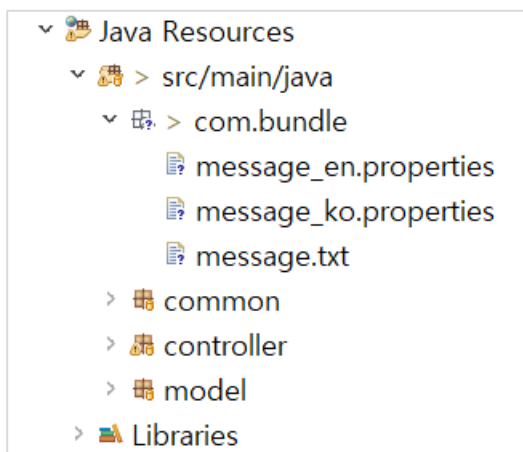 Java Resources
> src/main/java
> com.bundle
message_en.properties
message_ko.properties
message.txt
common
controller
model
Libraries